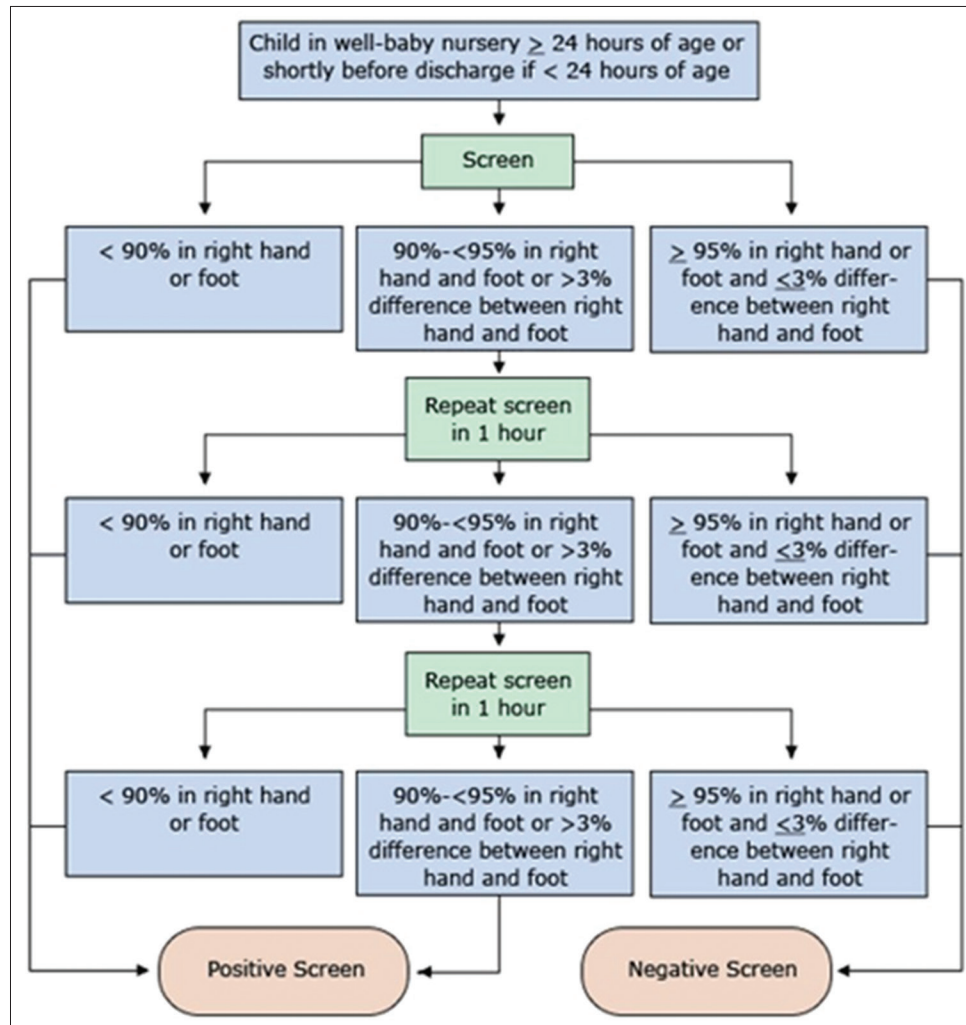 Child in well-baby nursery ≥ 24 hours of age or
shortly before discharge if < 24 hours of age
Screen
< 90% in right hand
or foot
90%-<95% in right
hand and foot or >3%
difference between right
hand and foot
≥ 95% in right hand or
foot and ≤3% differ-
ence between right
hand and foot
Repeat screen
in 1 hour
< 90% in right hand
or foot
90%-<95% in right
hand and foot or >3%
difference between right
hand and foot
≥ 95% in right hand or
foot and ≤3% differ-
ence between right
hand and foot
Repeat screen
in 1 hour
< 90% in right hand
or foot
90%-<95% in right
hand and foot or >3%
difference between right
hand and foot
≥ 95% in right hand or
foot and ≤3% differ-
ence between right
hand and foot
Positive Screen
Negative Screen